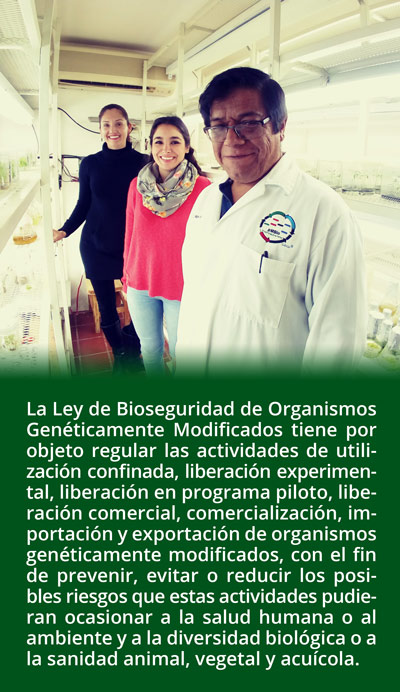 La Ley de Bioseguridad de Organismos
Genéticamente Modificados tiene por
objeto regular las actividades de utili-
zación confinada, liberación experimen-
tal, liberación en programa piloto, libe-
ración comercial, comercialización, im-
portación y exportación de organismos
genéticamente modificados, con el fin
de prevenir, evitar o reducir los posi-
bles riesgos que estas actividades pudie-
ran ocasionar a la salud humana o al
ambiente y a la diversidad biológica o a
la sanidad animal, vegetal y acuícola.